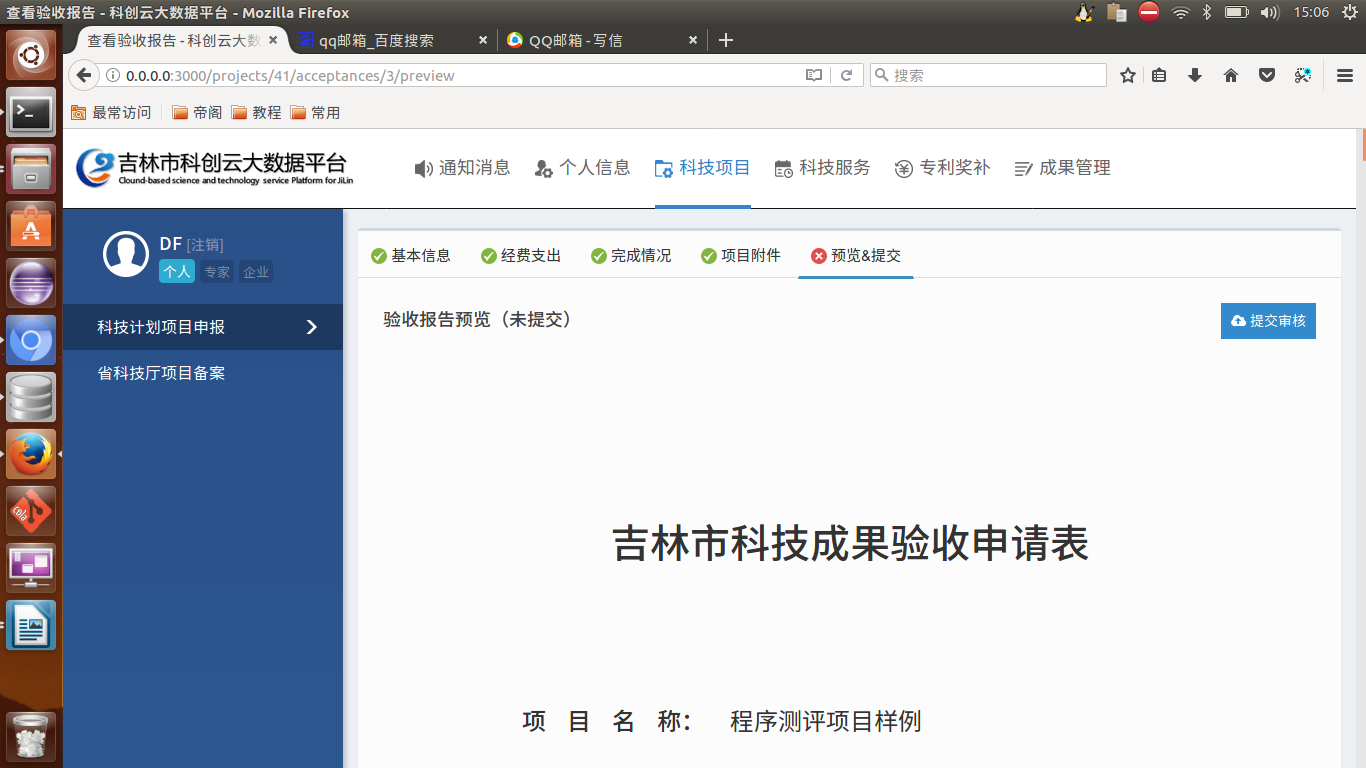 查看验收报告 - 科创云大数据平台 - Mozilla Firefox
15:06
查看验收报告 - 科创云大数
qq邮箱_百度搜索
QQ邮箱 - 写信
0.0.0.0:3000/projects/41/acceptances/3/preview
搜索
最常访问
帝阁
教程
常用
吉林市科创云大数据平台
Clound-based science and technology service Platform for JiLin
通知消息
个人信息
科技项目
科技服务
专利奖补
成果管理
DF [注销]
个人 专家 企业
科技计划项目申报
省科技厅项目备案
基本信息
经费支出
完成情况
项目附件
预览&提交
验收报告预览（未提交）
提交审核
吉林市科技成果验收申请表
项 目 名 称： 程序测评项目样例